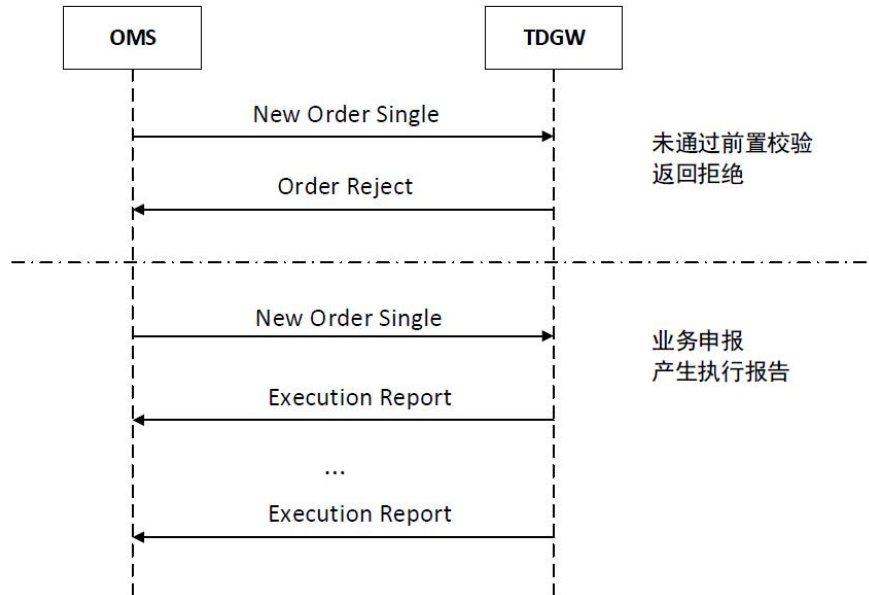 OMS
TDGW
New Order Single
未通过前置校验
返回拒绝
Order Reject
New Order Single
业务申报
产生执行报告
Execution Report
...
Execution Report